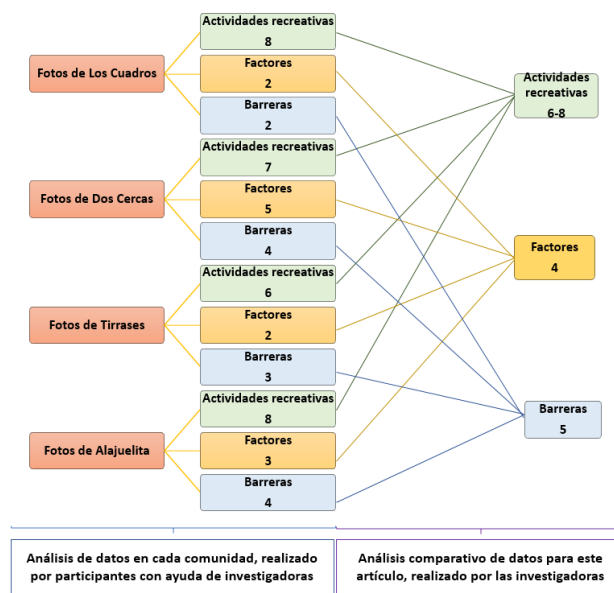 Fotos de Los Cuadros
Actividades recreativas
8
Factores
2
Barreras
2
Fotos de Dos Cercas
Actividades recreativas
7
Factores
5
Barreras
4
Fotos de Tirrases
Actividades recreativas
6
Factores
2
Barreras
3
Fotos de Alajuelita
Actividades recreativas
8
Factores
3
Barreras
4
Actividades
recreativas
6-8
Factores
4
Barreras
5
Análisis de datos en cada comunidad, realizado
por participantes con ayuda de investigadoras
Análisis comparativo de datos para este
artículo, realizado por las investigadoras